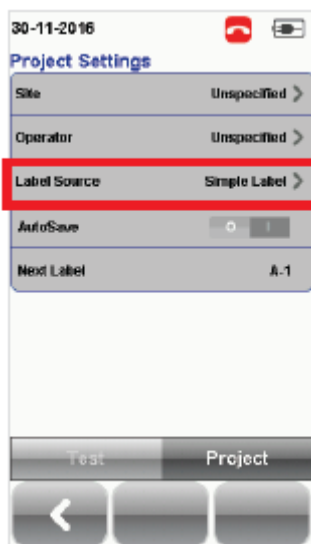 30-11-2016
Project Settings
Site Unspecified
Operator Unspecified
Label Source Simple Label
AutoSave O I
Next Label A-1
Test Project